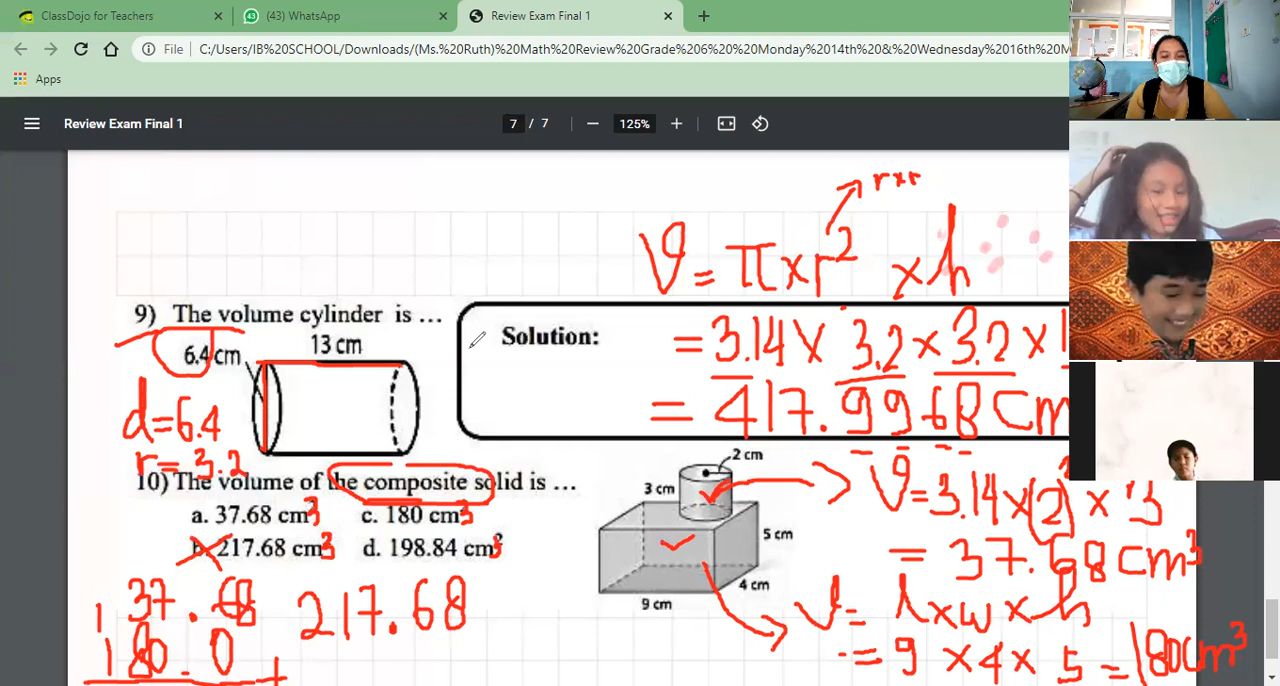 ClassDojo for Teachers
(43) WhatsApp
Review Exam Final 1
File C:/Users/IB%20SCHOOL/Downloads/(Ms.%20Ruth)%20Math%20Review%20Grade%206%20%20Monday%2014th%20&%20Wednesday%2016th%20M
Apps
Review Exam Final 1
7 / 7
125%
r×r
V = π×r² ×h
9) The volume cylinder is …
6.4 cm
13 cm
Solution:
= 3.14 × 3.2 × 3.2 × 1
= 417.9968 cm
d = 6.4
r = 3.2
10) The volume of the composite solid is …
a. 37.68 cm³
c. 180 cm³
b. 217.68 cm³
d. 198.84 cm³
2 cm
3 cm
5 cm
4 cm
9 cm
V = 3.14 × (2)² × 3
= 37.68 cm³
V = l×w×h
= 9 × 4 × 5 = 180cm³
1 37.68
180.0 +
217.68